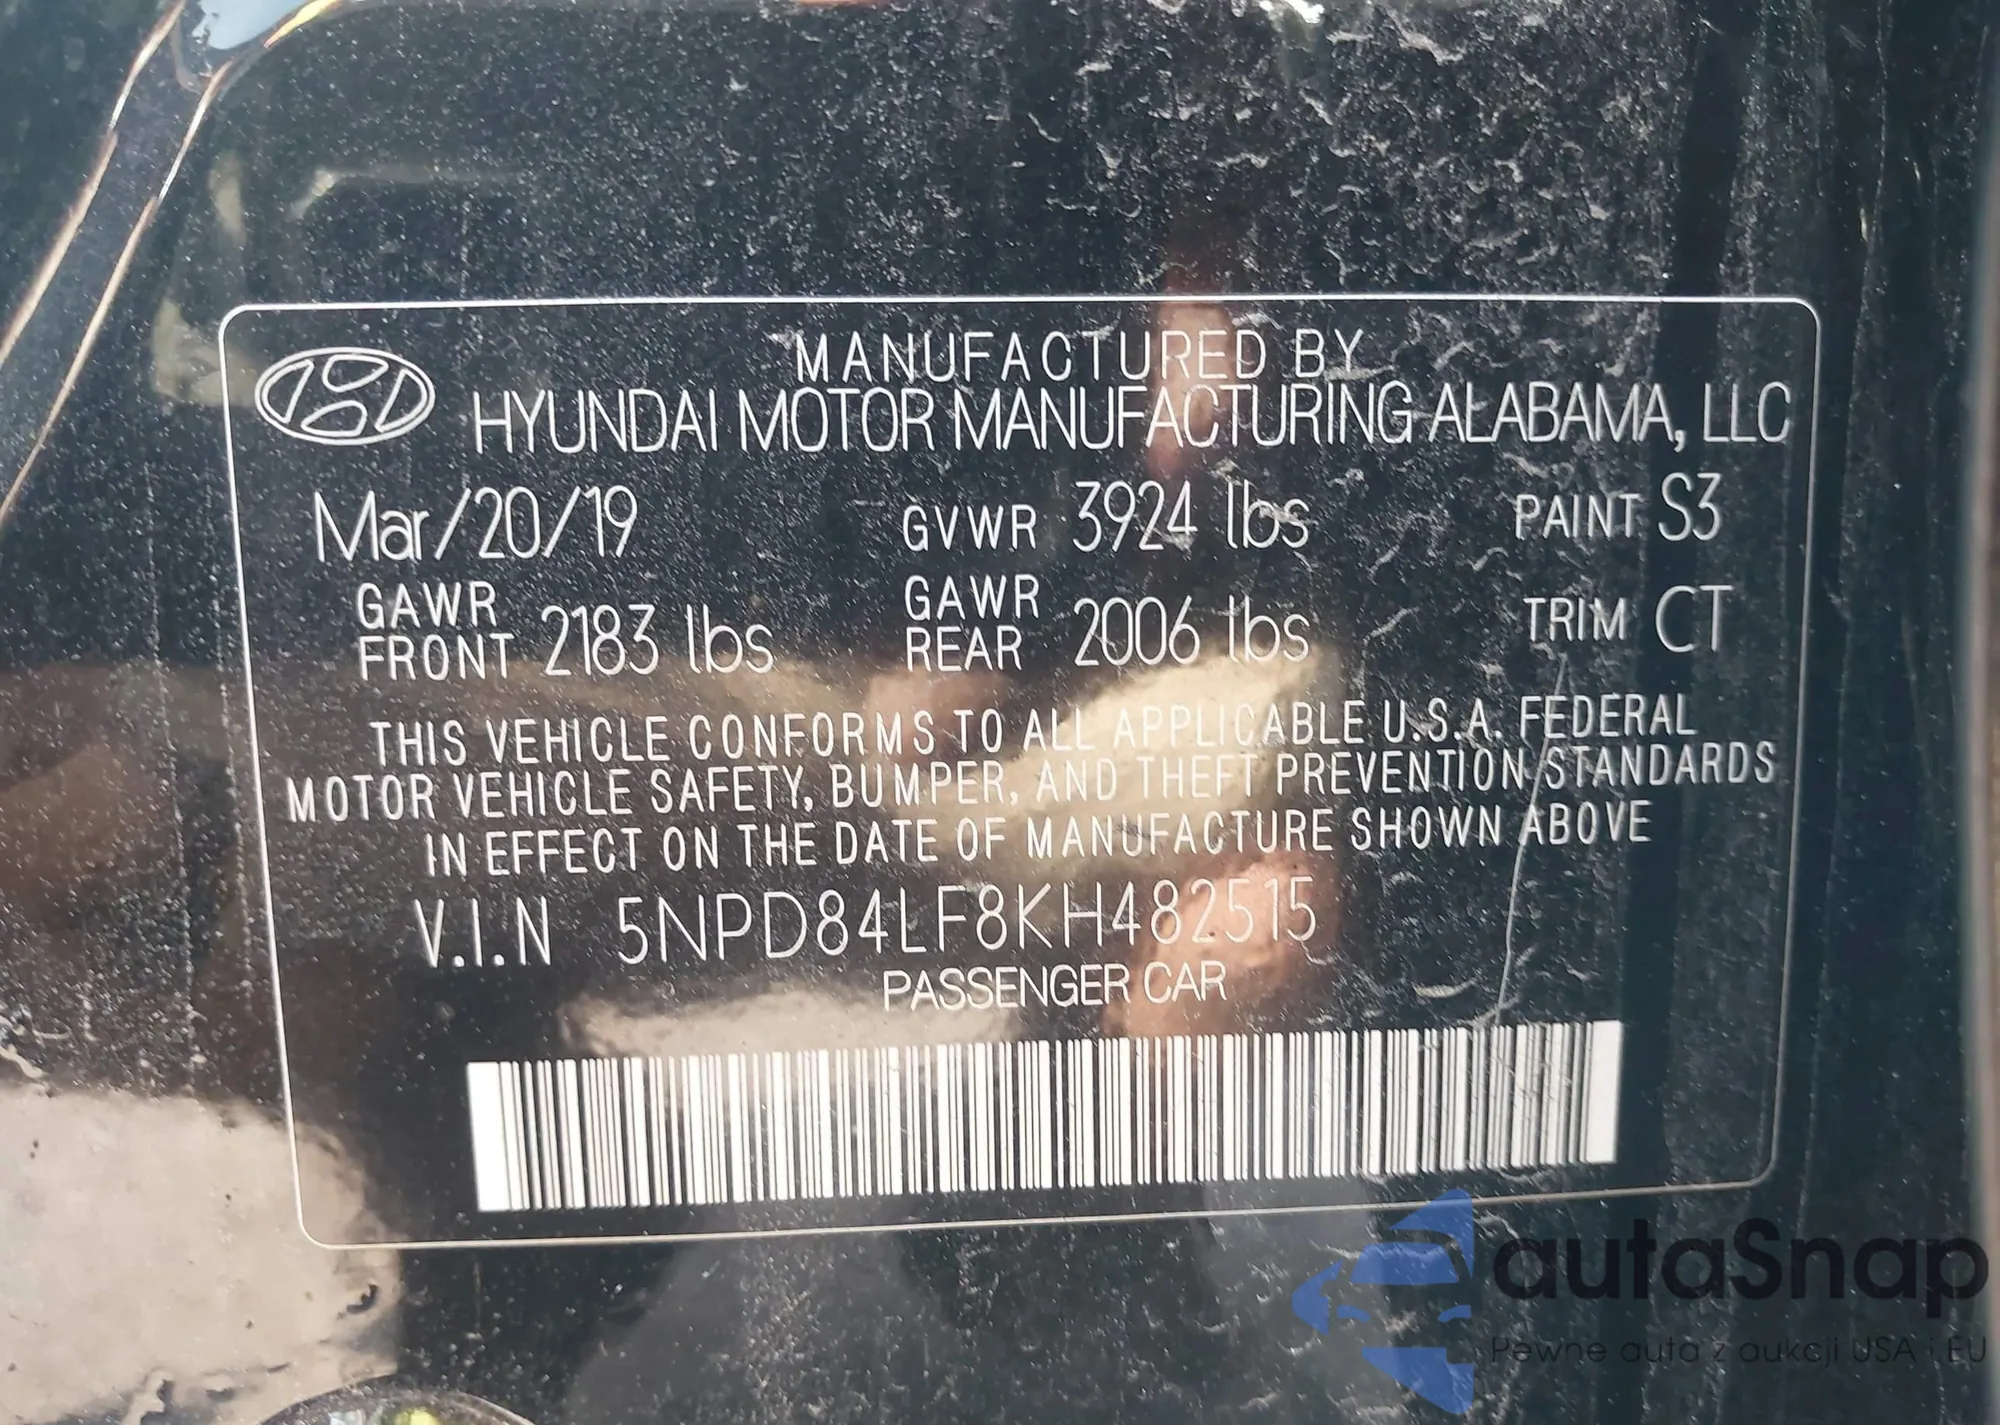 MANUFACTURED BY
HYUNDAI MOTOR MANUFACTURING ALABAMA, LLC
Mar/20/19 GVWR 3924 lbs PAINT S3
GAWR FRONT 2183 lbs GAWR REAR 2006 lbs TRIM CT
THIS VEHICLE CONFORMS TO ALL APPLICABLE U.S.A. FEDERAL
MOTOR VEHICLE SAFETY, BUMPER, AND THEFT PREVENTION STANDARDS
IN EFFECT ON THE DATE OF MANUFACTURE SHOWN ABOVE
V.I.N 5NPD84LF8KH482515
PASSENGER CAR
autaSnap
Pewne auta z aukcji USA i EU